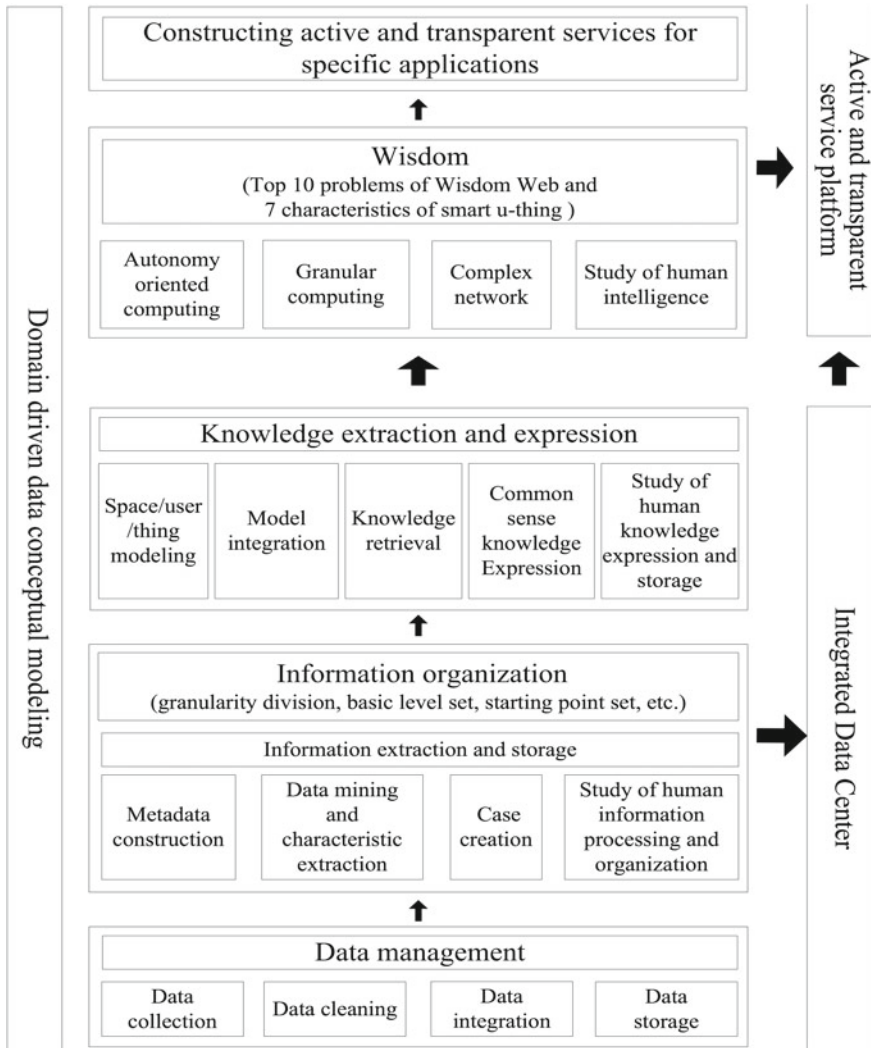 Constructing active and transparent services for
specific applications
Wisdom
(Top 10 problems of Wisdom Web and
7 characteristics of smart u-thing )
Autonomy
oriented
computing
Granular
computing
Complex
network
Study of human
intelligence
Active and transparent
service platform
Domain driven data conceptual modeling
Knowledge extraction and expression
Space/user
/thing
modeling
Model
integration
Knowledge
retrieval
Common
sense
knowledge
Expression
Study of
human
knowledge
expression and
storage
Information organization
(granularity division, basic level set, starting point set, etc.)
Information extraction and storage
Metadata
construction
Data mining
and
characteristic
extraction
Case
creation
Study of human
information
processing and
organization
Integrated Data Center
Data management
Data
collection
Data cleaning
Data
integration
Data
storage